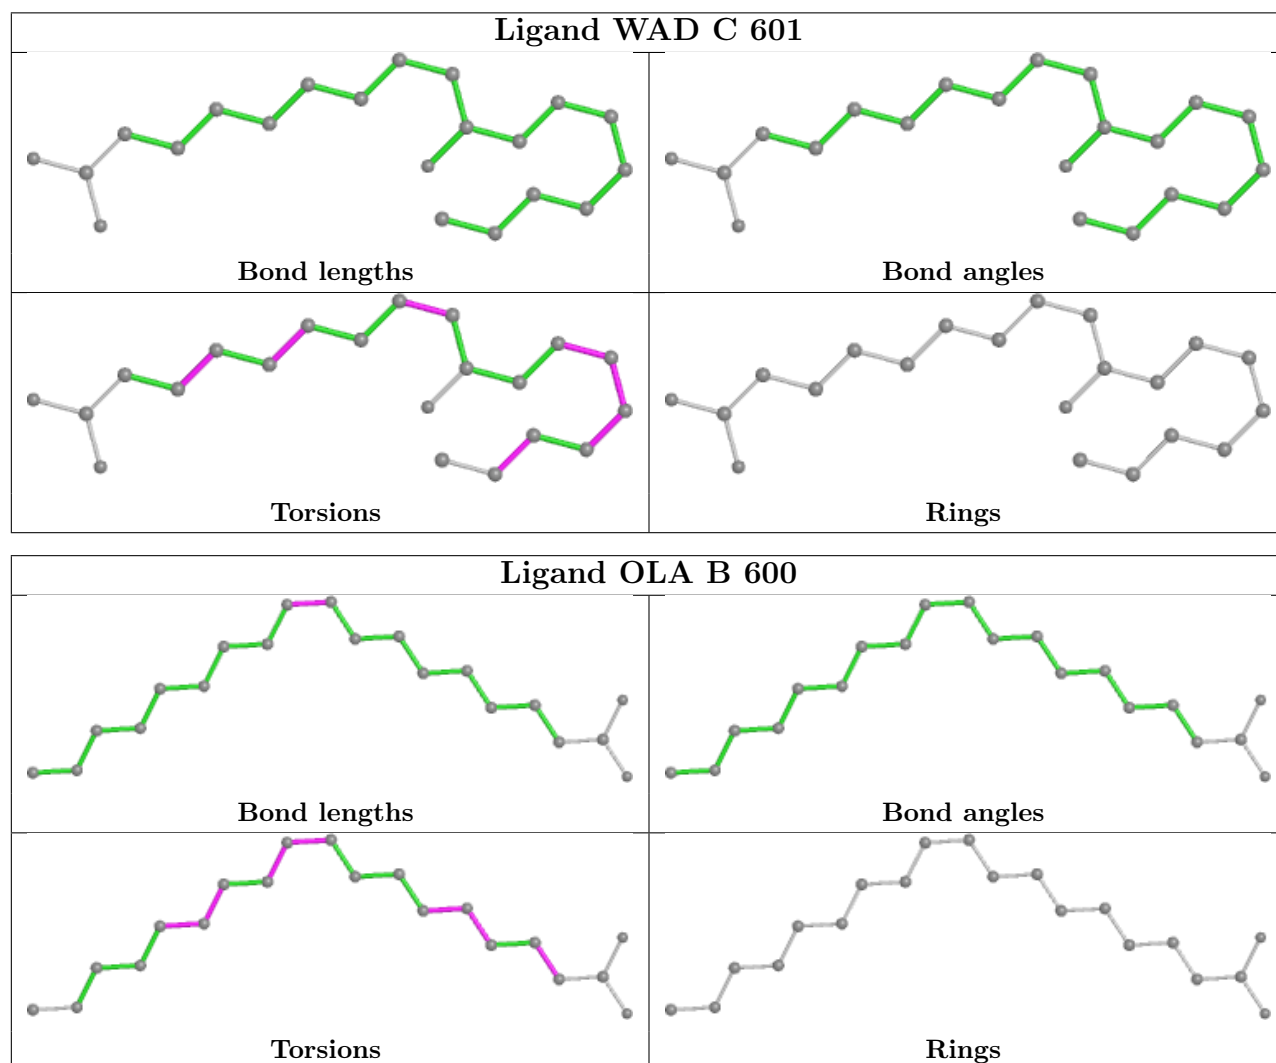 Ligand WAD C 601
Bond lengths
Bond angles
Torsions
Rings
Ligand OLA B 600
Bond lengths
Bond angles
Torsions
Rings